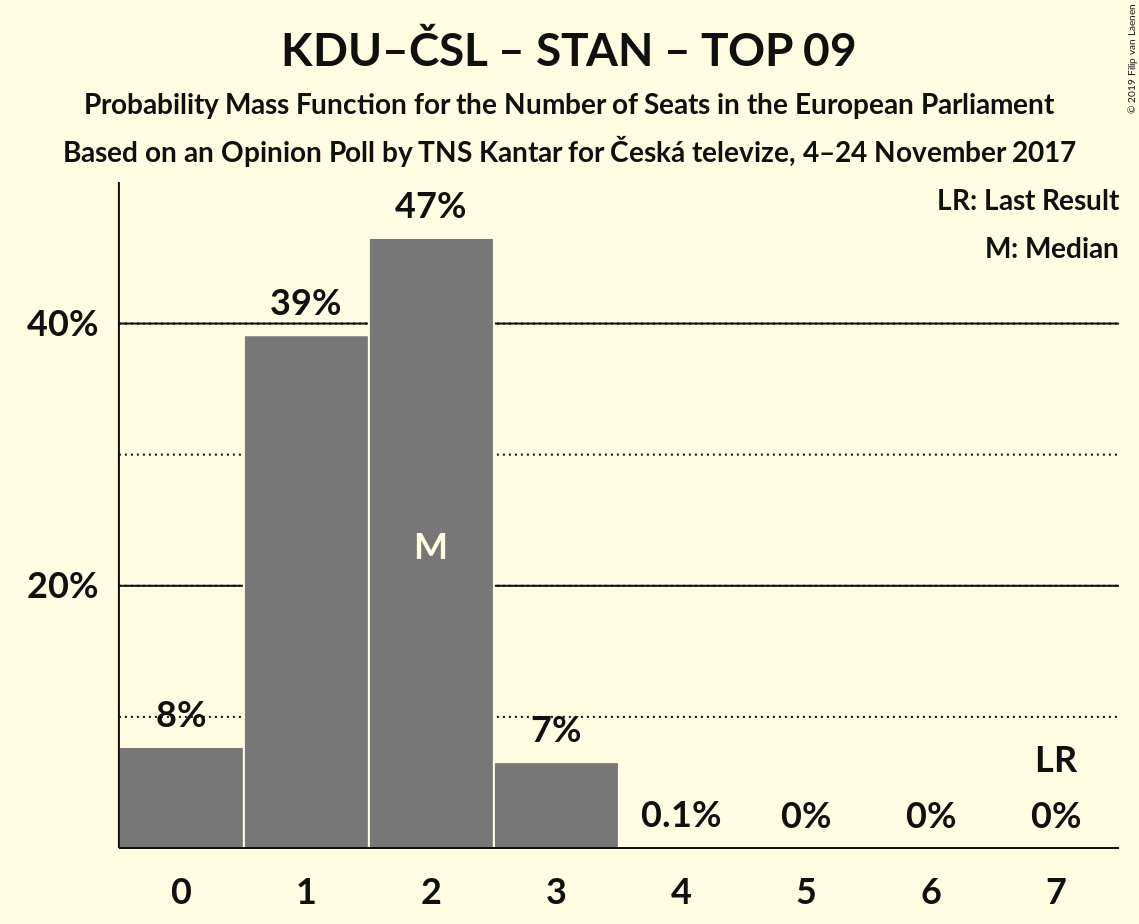 KDU–ČSL – STAN – TOP 09
Probability Mass Function for the Number of Seats in the European Parliament
Based on an Opinion Poll by TNS Kantar for Česká televize, 4–24 November 2017
© 2019 Filip van Laenen
LR: Last Result
M: Median
47%
39%
40%
M
20%
8%
7%
LR
0.1%
0%
0%
0%
0 1 2 3 4 5 6 7